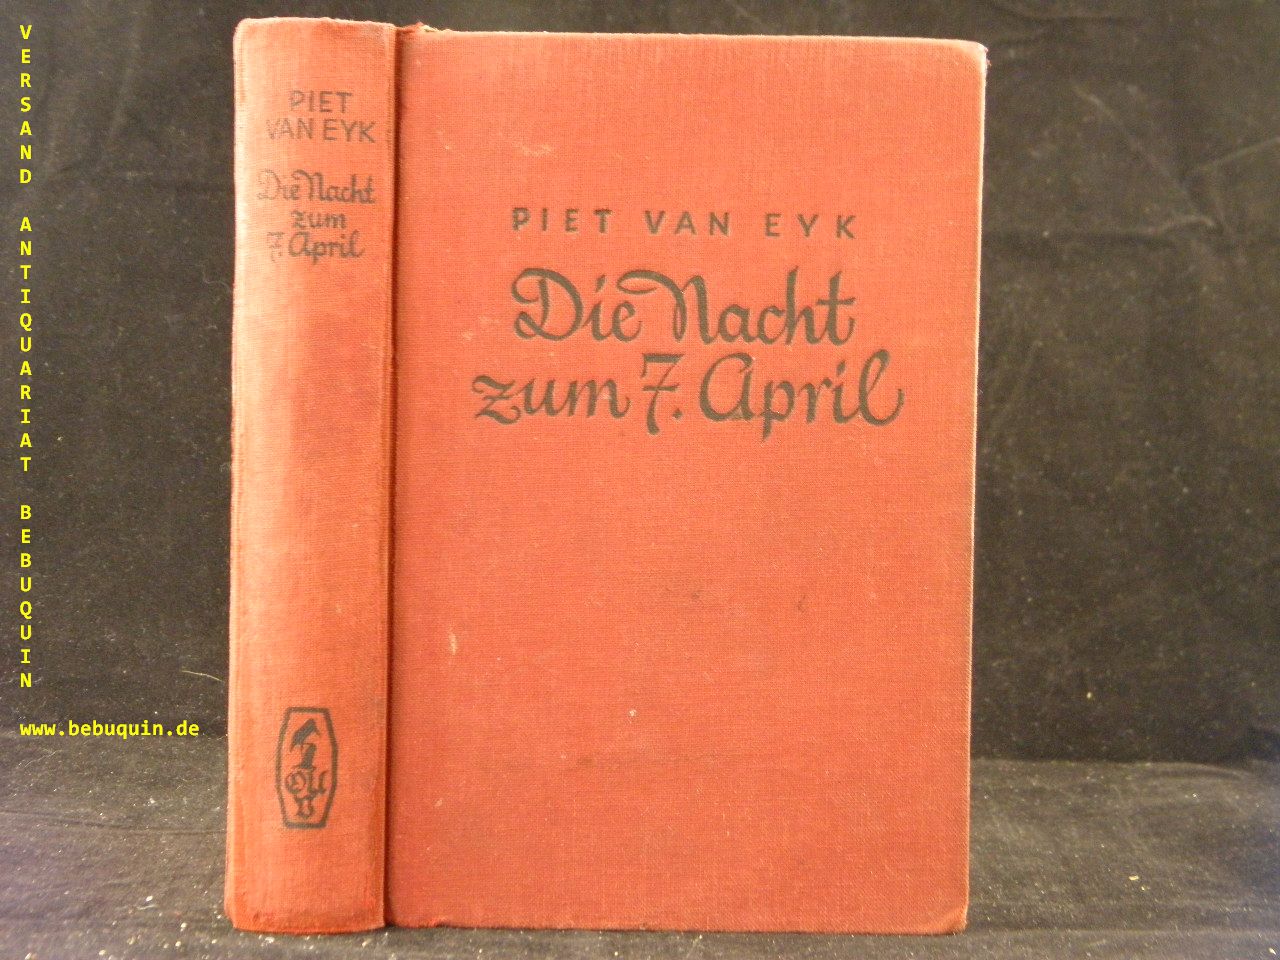 VERSAND ANTIQUARIAT BEBUQUIN
www.bebuquin.de
PIET
VAN EYK
Die Nacht
zum
7. April
PIET VAN EYK
Die Nacht
zum 7. April